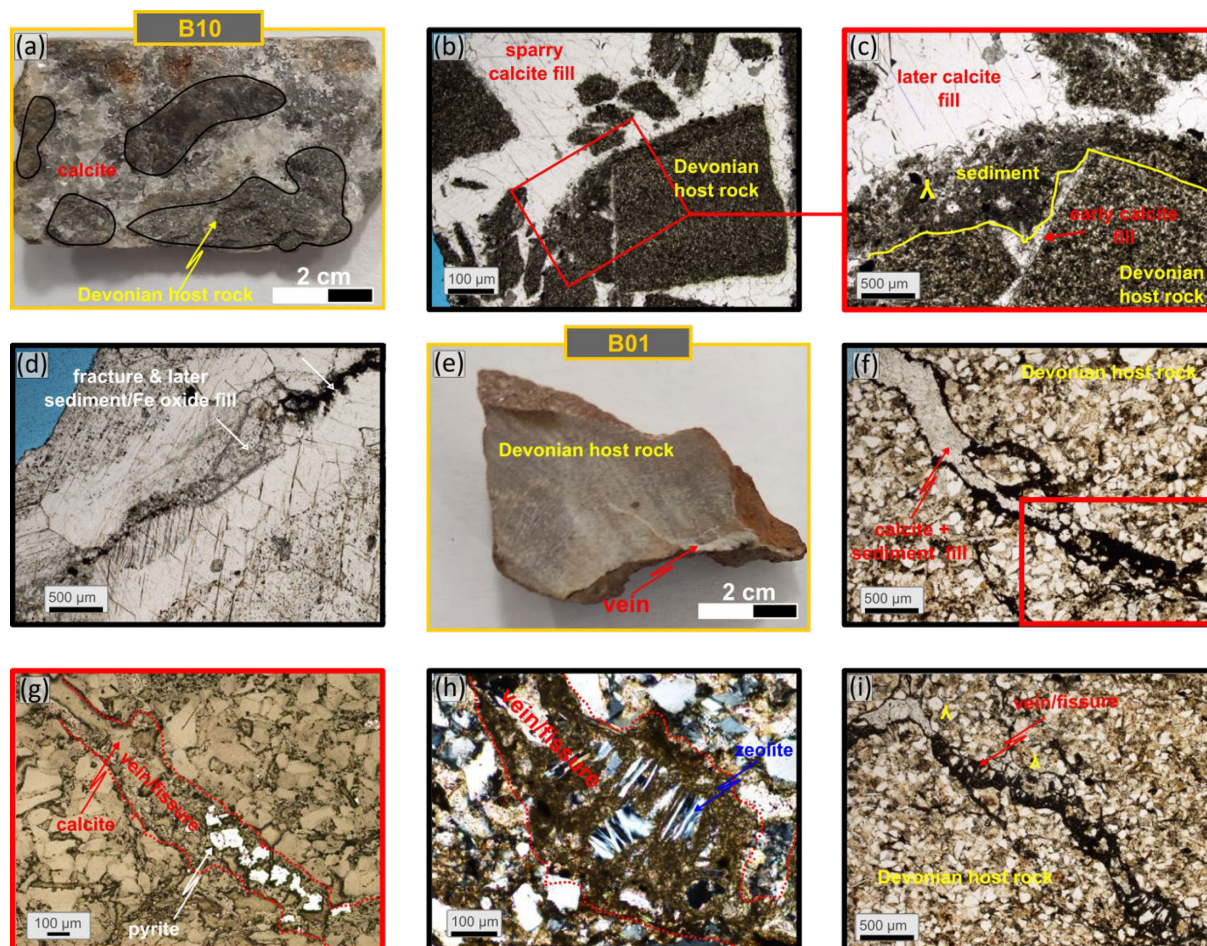 B10
(a)
calcite
Devonian host rock
2 cm
(b)
sparry
calcite fill
Devonian
host rock
100 µm
(c)
later calcite
fill
sediment
early calcite
fill
Devonian
host rock
500 µm
(d)
fracture & later
sediment/Fe oxide fill
500 µm
B01
(e)
Devonian host rock
vein
2 cm
(f)
Devonian host rock
calcite +
sediment fill
500 µm
(g)
vein/fissure
calcite
pyrite
100 µm
(h)
vein/fissure
zeolite
100 µm
(i)
vein/fissure
Devonian host rock
500 µm